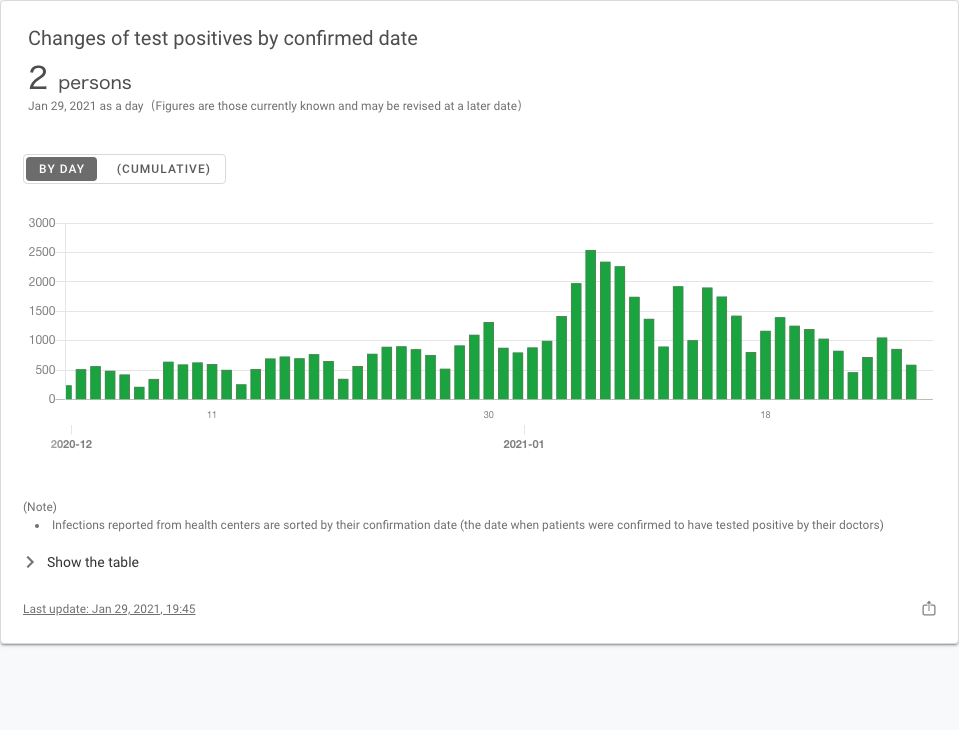 Changes of test positives by confirmed date
2 persons
Jan 29, 2021 as a day (Figures are those currently known and may be revised at a later date)
BY DAY (CUMULATIVE)
3000
2500
2000
1500
1000
500
0
11 30 18
2020-12 2021-01
(Note)
• Infections reported from health centers are sorted by their confirmation date (the date when patients were confirmed to have tested positive by their doctors)
Show the table
Last update: Jan 29, 2021, 19:45